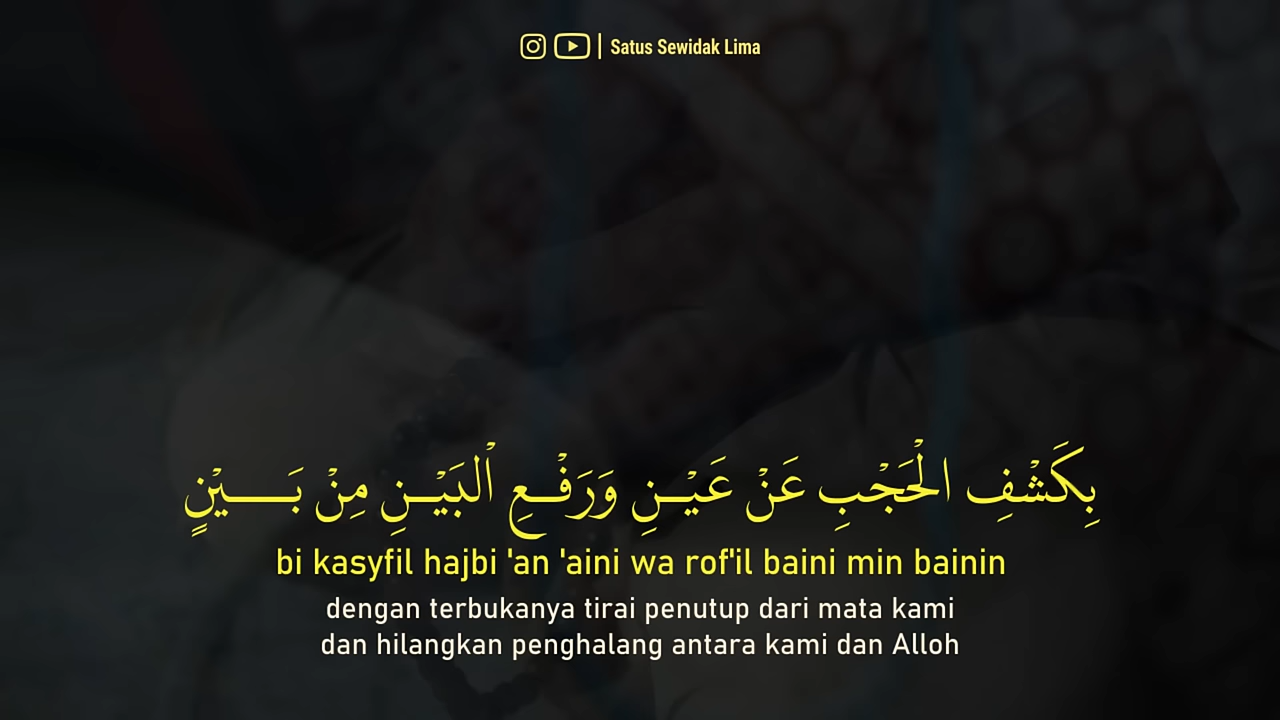 Satus Sewidak Lima
بِكَشْفِ الْحَجْبِ عَنْ عَيْـنِ وَرَفْـعِ ٱلبَيْـنِ مِنْ بَـــيْنٍ
bi kasyfil hajbi 'an 'aini wa rof'il baini min bainin
dengan terbukanya tirai penutup dari mata kami
dan hilangkan penghalang antara kami dan Alloh